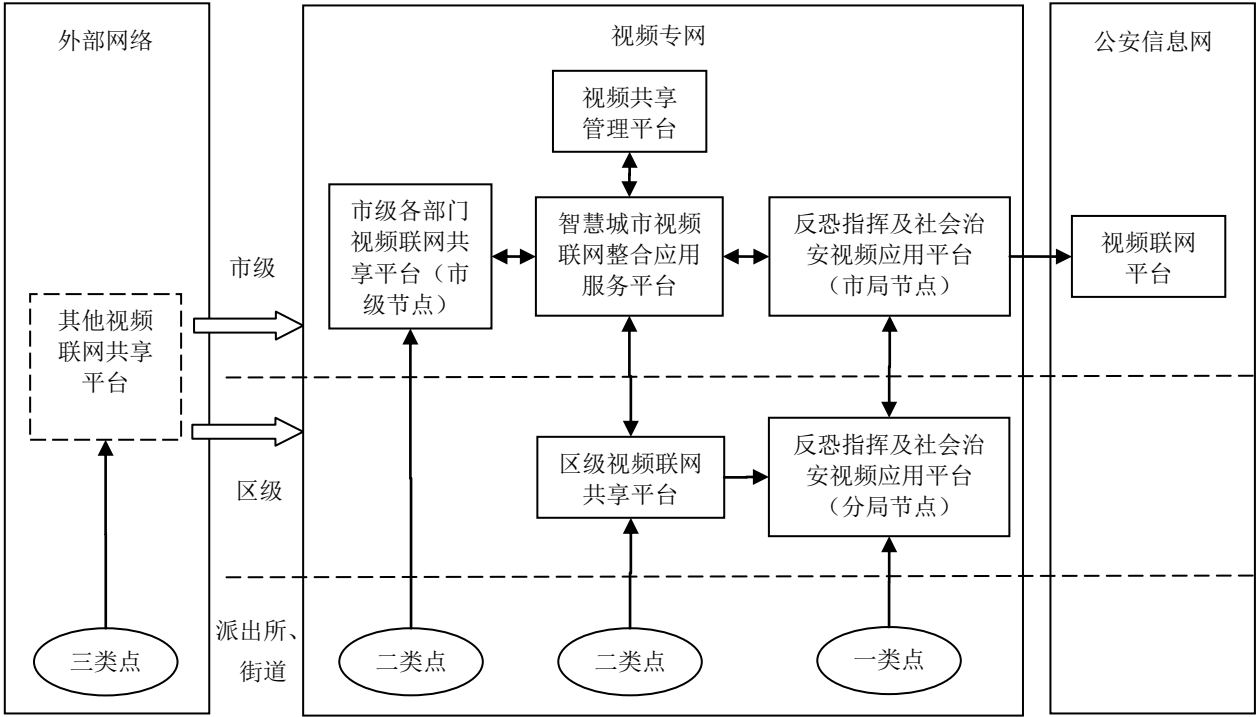 外部网络
视频专网
公安信息网
视频共享
管理平台
市级各部门
视频联网共
享平台（市
级节点）
智慧城市视频
联网整合应用
服务平台
反恐指挥及社会治
安视频应用平台
（市局节点）
视频联网
平台
市级
其他视频
联网共享
平台
区级
区级视频联网
共享平台
反恐指挥及社会治
安视频应用平台
（分局节点）
派出所、
街道
三类点
二类点
二类点
一类点